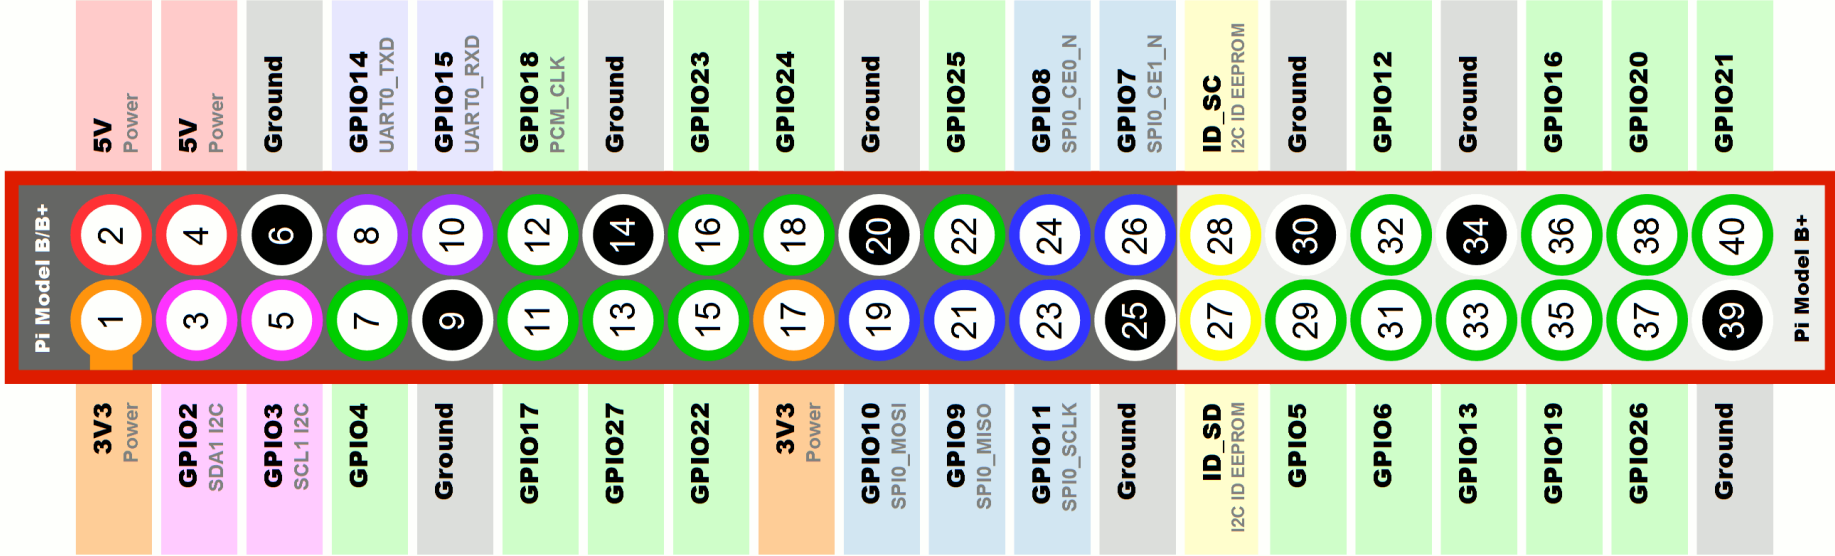 5V
Power
5V
Power
Ground
GPIO14
UART0_TXD
GPIO15
UART0_RXD
GPIO18
PCM_CLK
Ground
GPIO23
GPIO24
Ground
GPIO25
GPIO8
SPI0_CE0_N
GPIO7
SPI0_CE1_N
ID_SC
I2C ID EEPROM
Ground
GPIO12
Ground
GPIO16
GPIO20
GPIO21
Pi Model B/B+
2 4 6 8 10 12 14 16 18 20 22 24 26 28 30 32 34 36 38 40
1 3 5 7 9 11 13 15 17 19 21 23 25 27 29 31 33 35 37 39
Pi Model B+
3V3
Power
GPIO2
SDA1 I2C
GPIO3
SCL1 I2C
GPIO4
Ground
GPIO17
GPIO27
GPIO22
3V3
Power
GPIO10
SPI0_MOSI
GPIO9
SPI0_MISO
GPIO11
SPI0_SCLK
Ground
ID_SD
I2C ID EEPROM
GPIO5
GPIO6
GPIO13
GPIO19
GPIO26
Ground